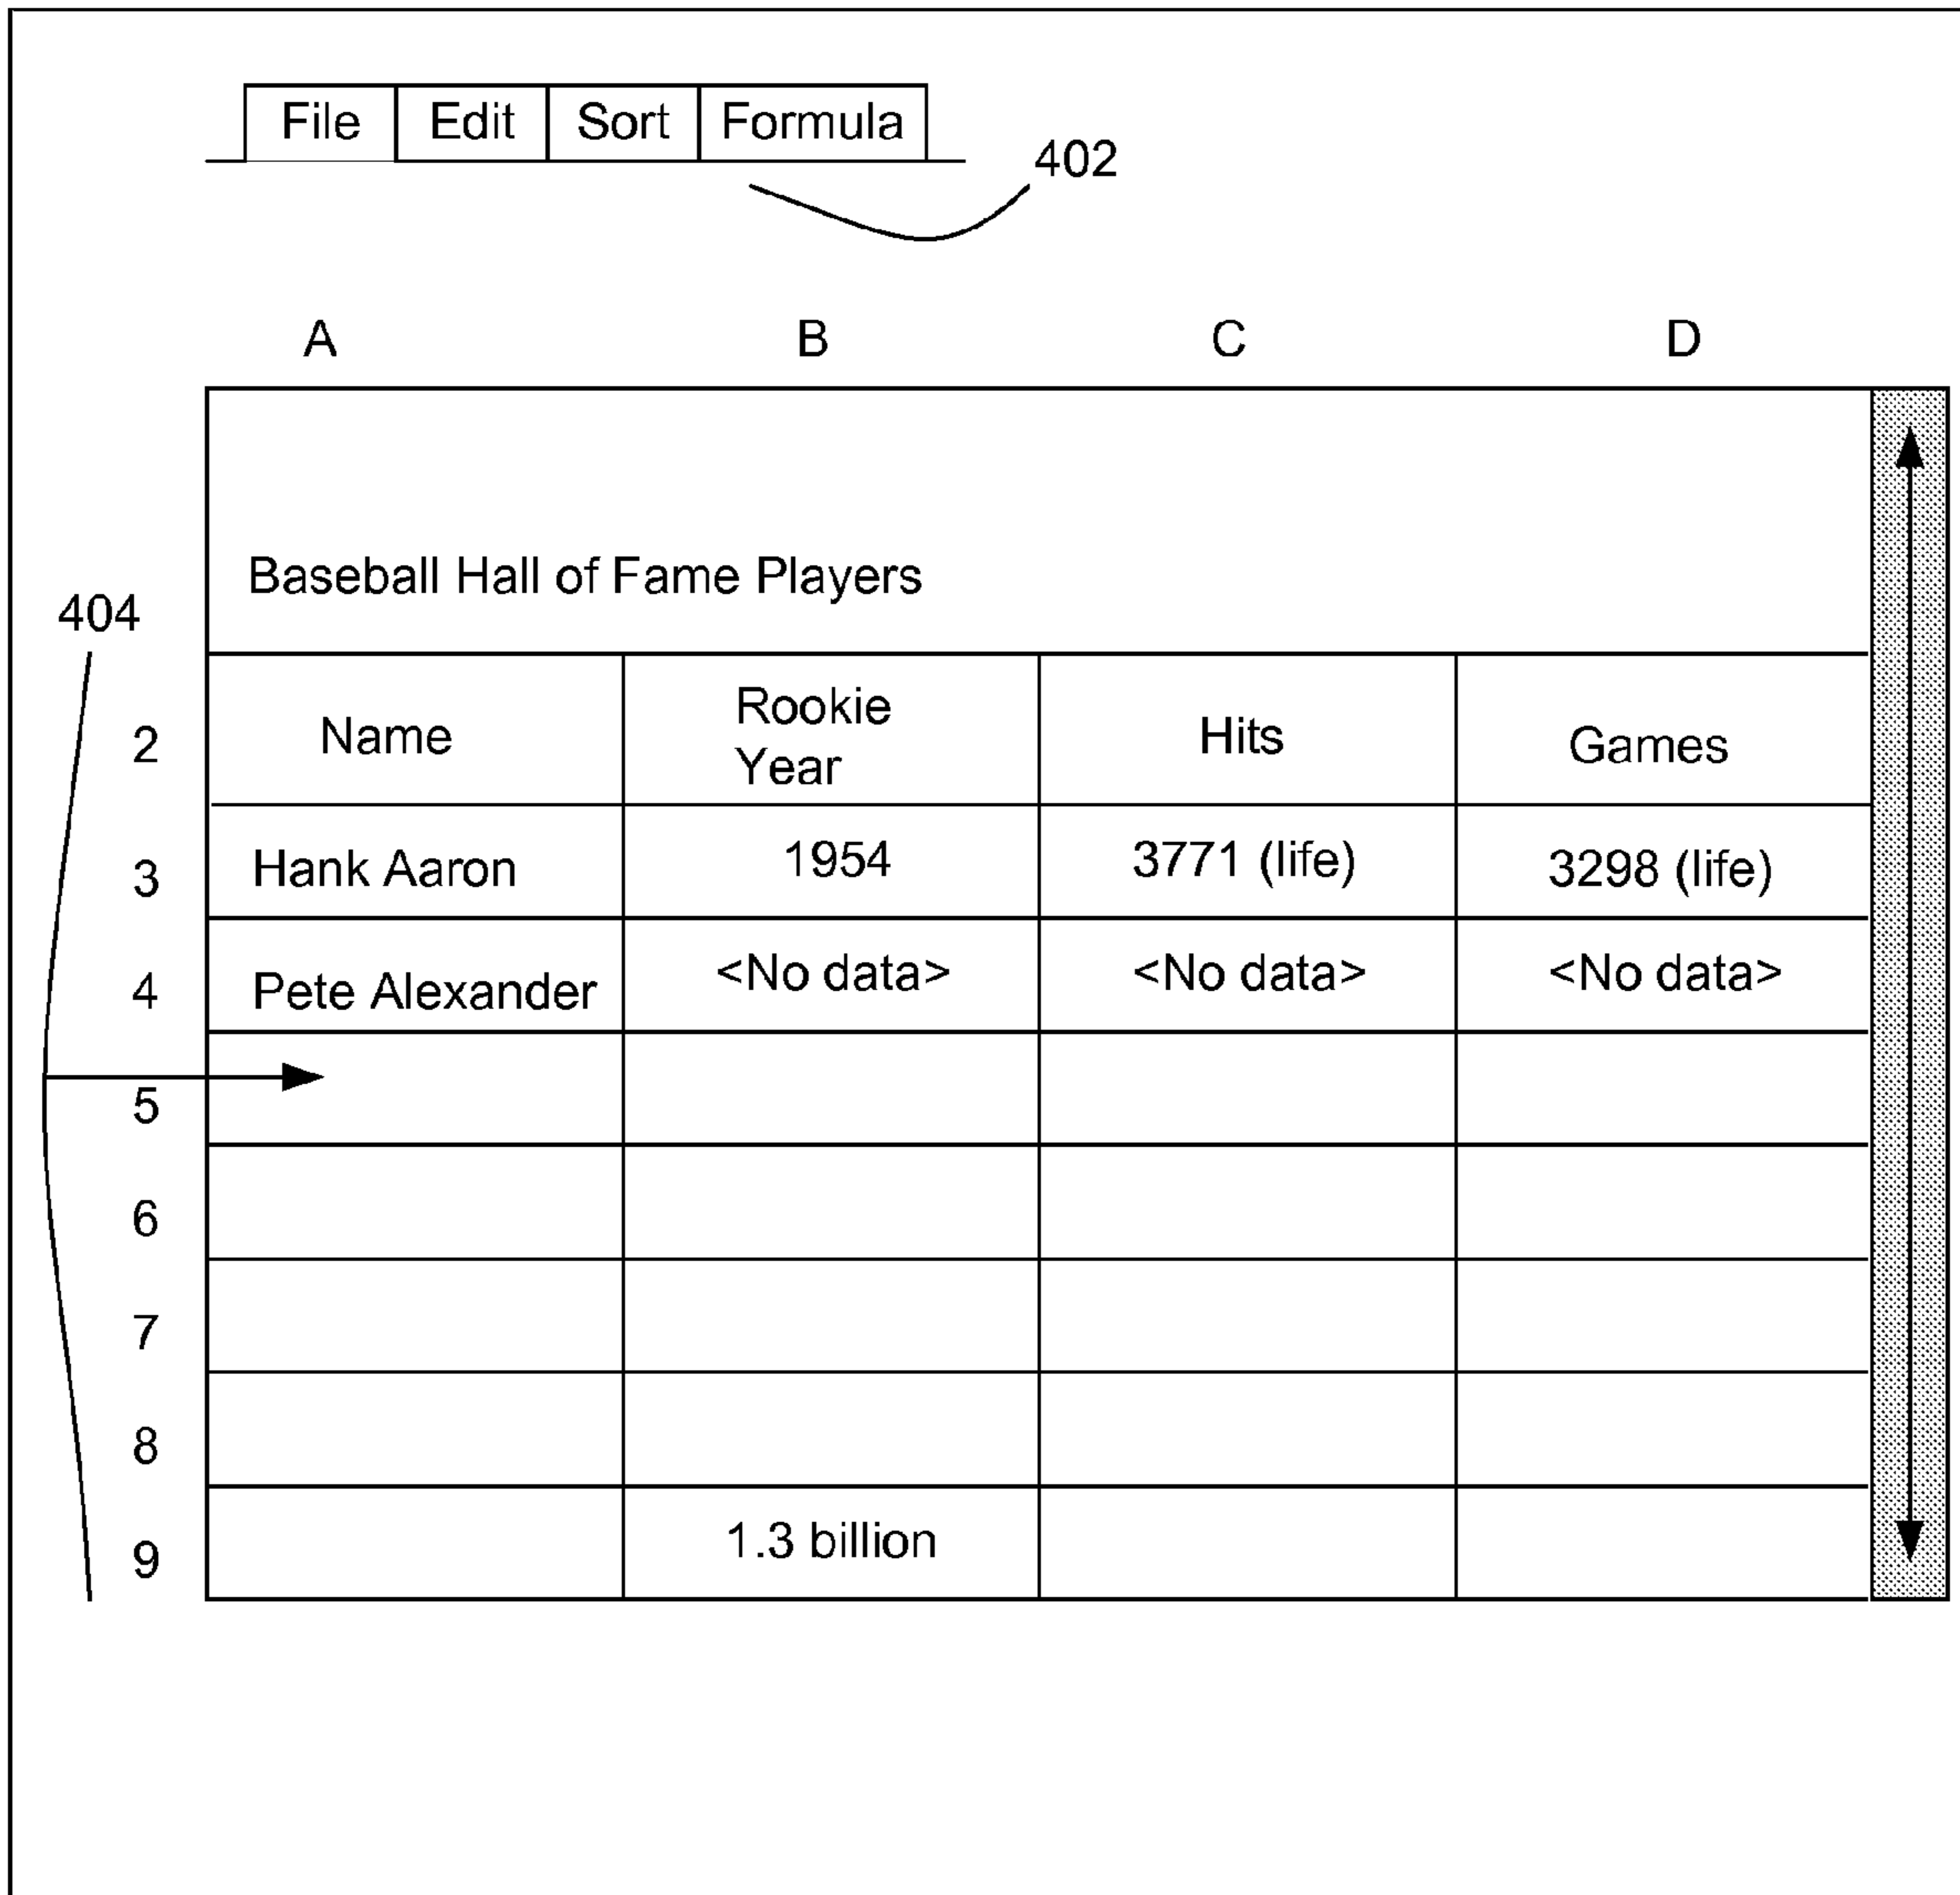 File Edit Sort Formula
402
A B C D
Baseball Hall of Fame Players
404
2 Name Rookie Year Hits Games
3 Hank Aaron 1954 3771 (life) 3298 (life)
4 Pete Alexander <No data> <No data> <No data>
5
6
7
8
9 1.3 billion